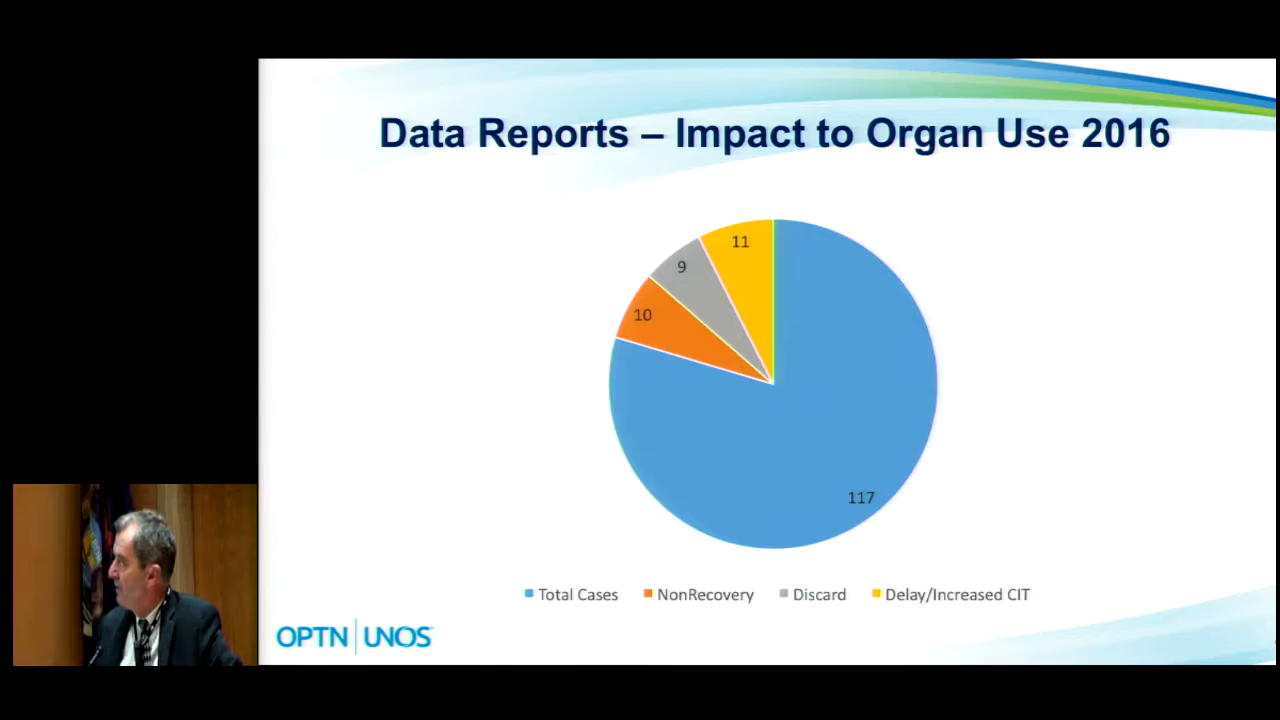 Data Reports – Impact to Organ Use 2016
11
9
10
117
Total Cases NonRecovery Discard Delay/Increased CIT
OPTN UNOS